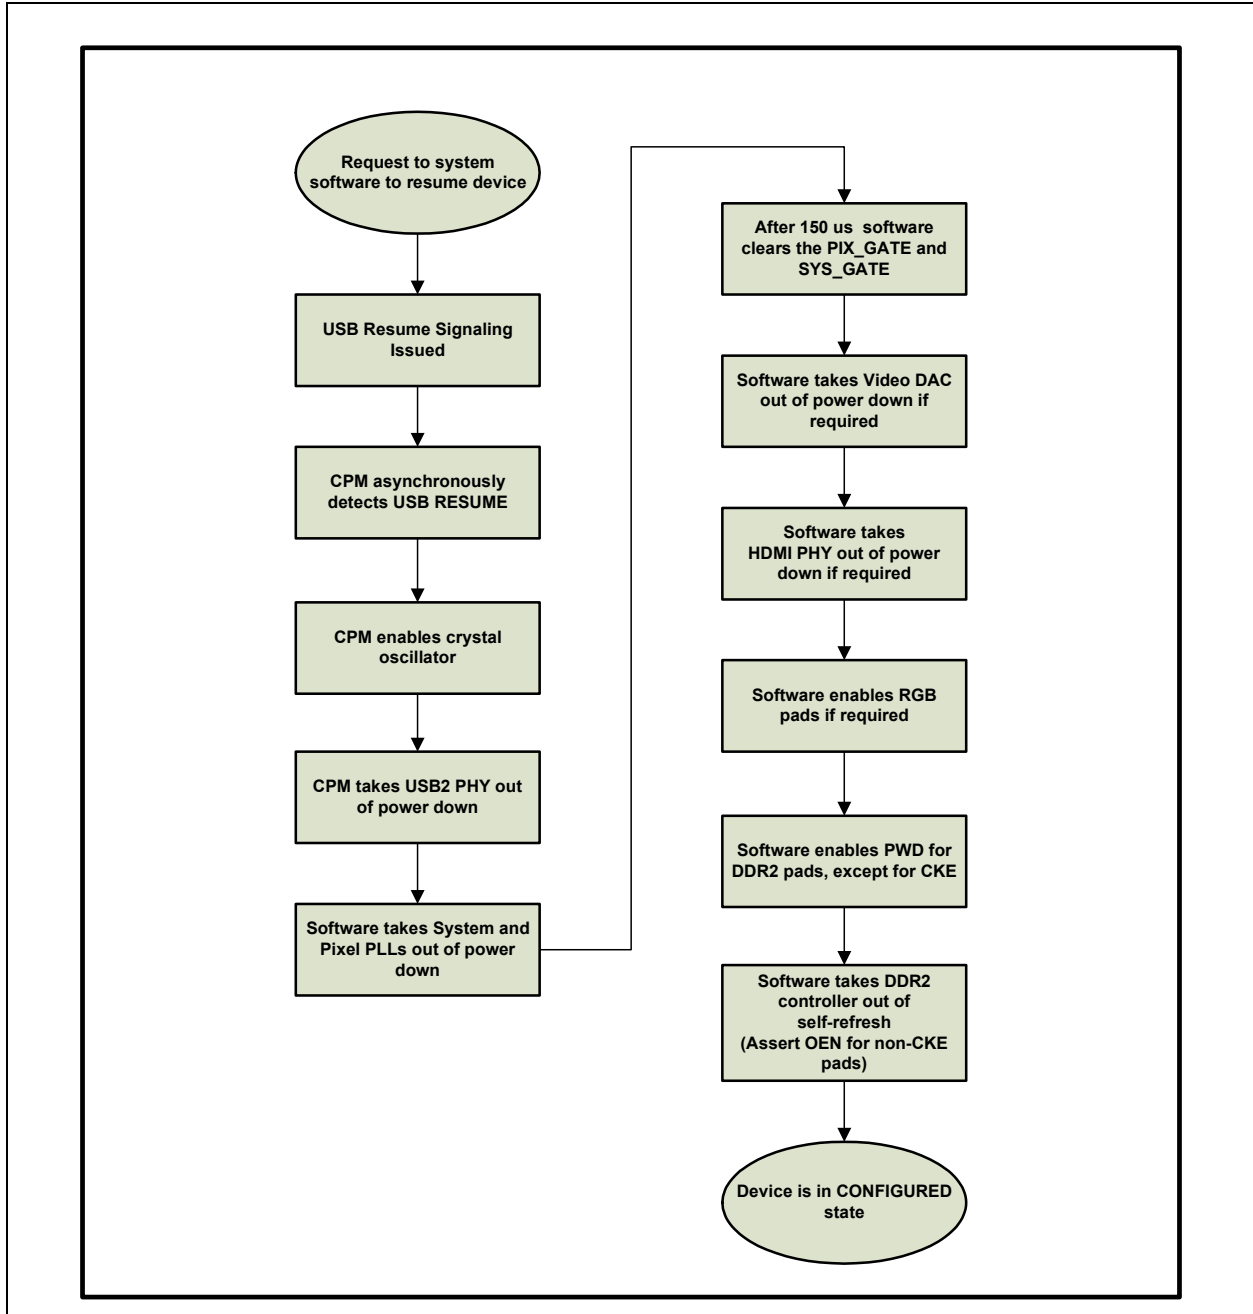 Request to system
software to resume device
USB Resume Signaling
Issued
CPM asynchronously
detects USB RESUME
CPM enables crystal
oscillator
CPM takes USB2 PHY out
of power down
Software takes System and
Pixel PLLs out of power
down
After 150 us software
clears the PIX_GATE and
SYS_GATE
Software takes Video DAC
out of power down if
required
Software takes
HDMI PHY out of power
down if required
Software enables RGB
pads if required
Software enables PWD for
DDR2 pads, except for CKE
Software takes DDR2
controller out of
self-refresh
(Assert OEN for non-CKE
pads)
Device is in CONFIGURED
state